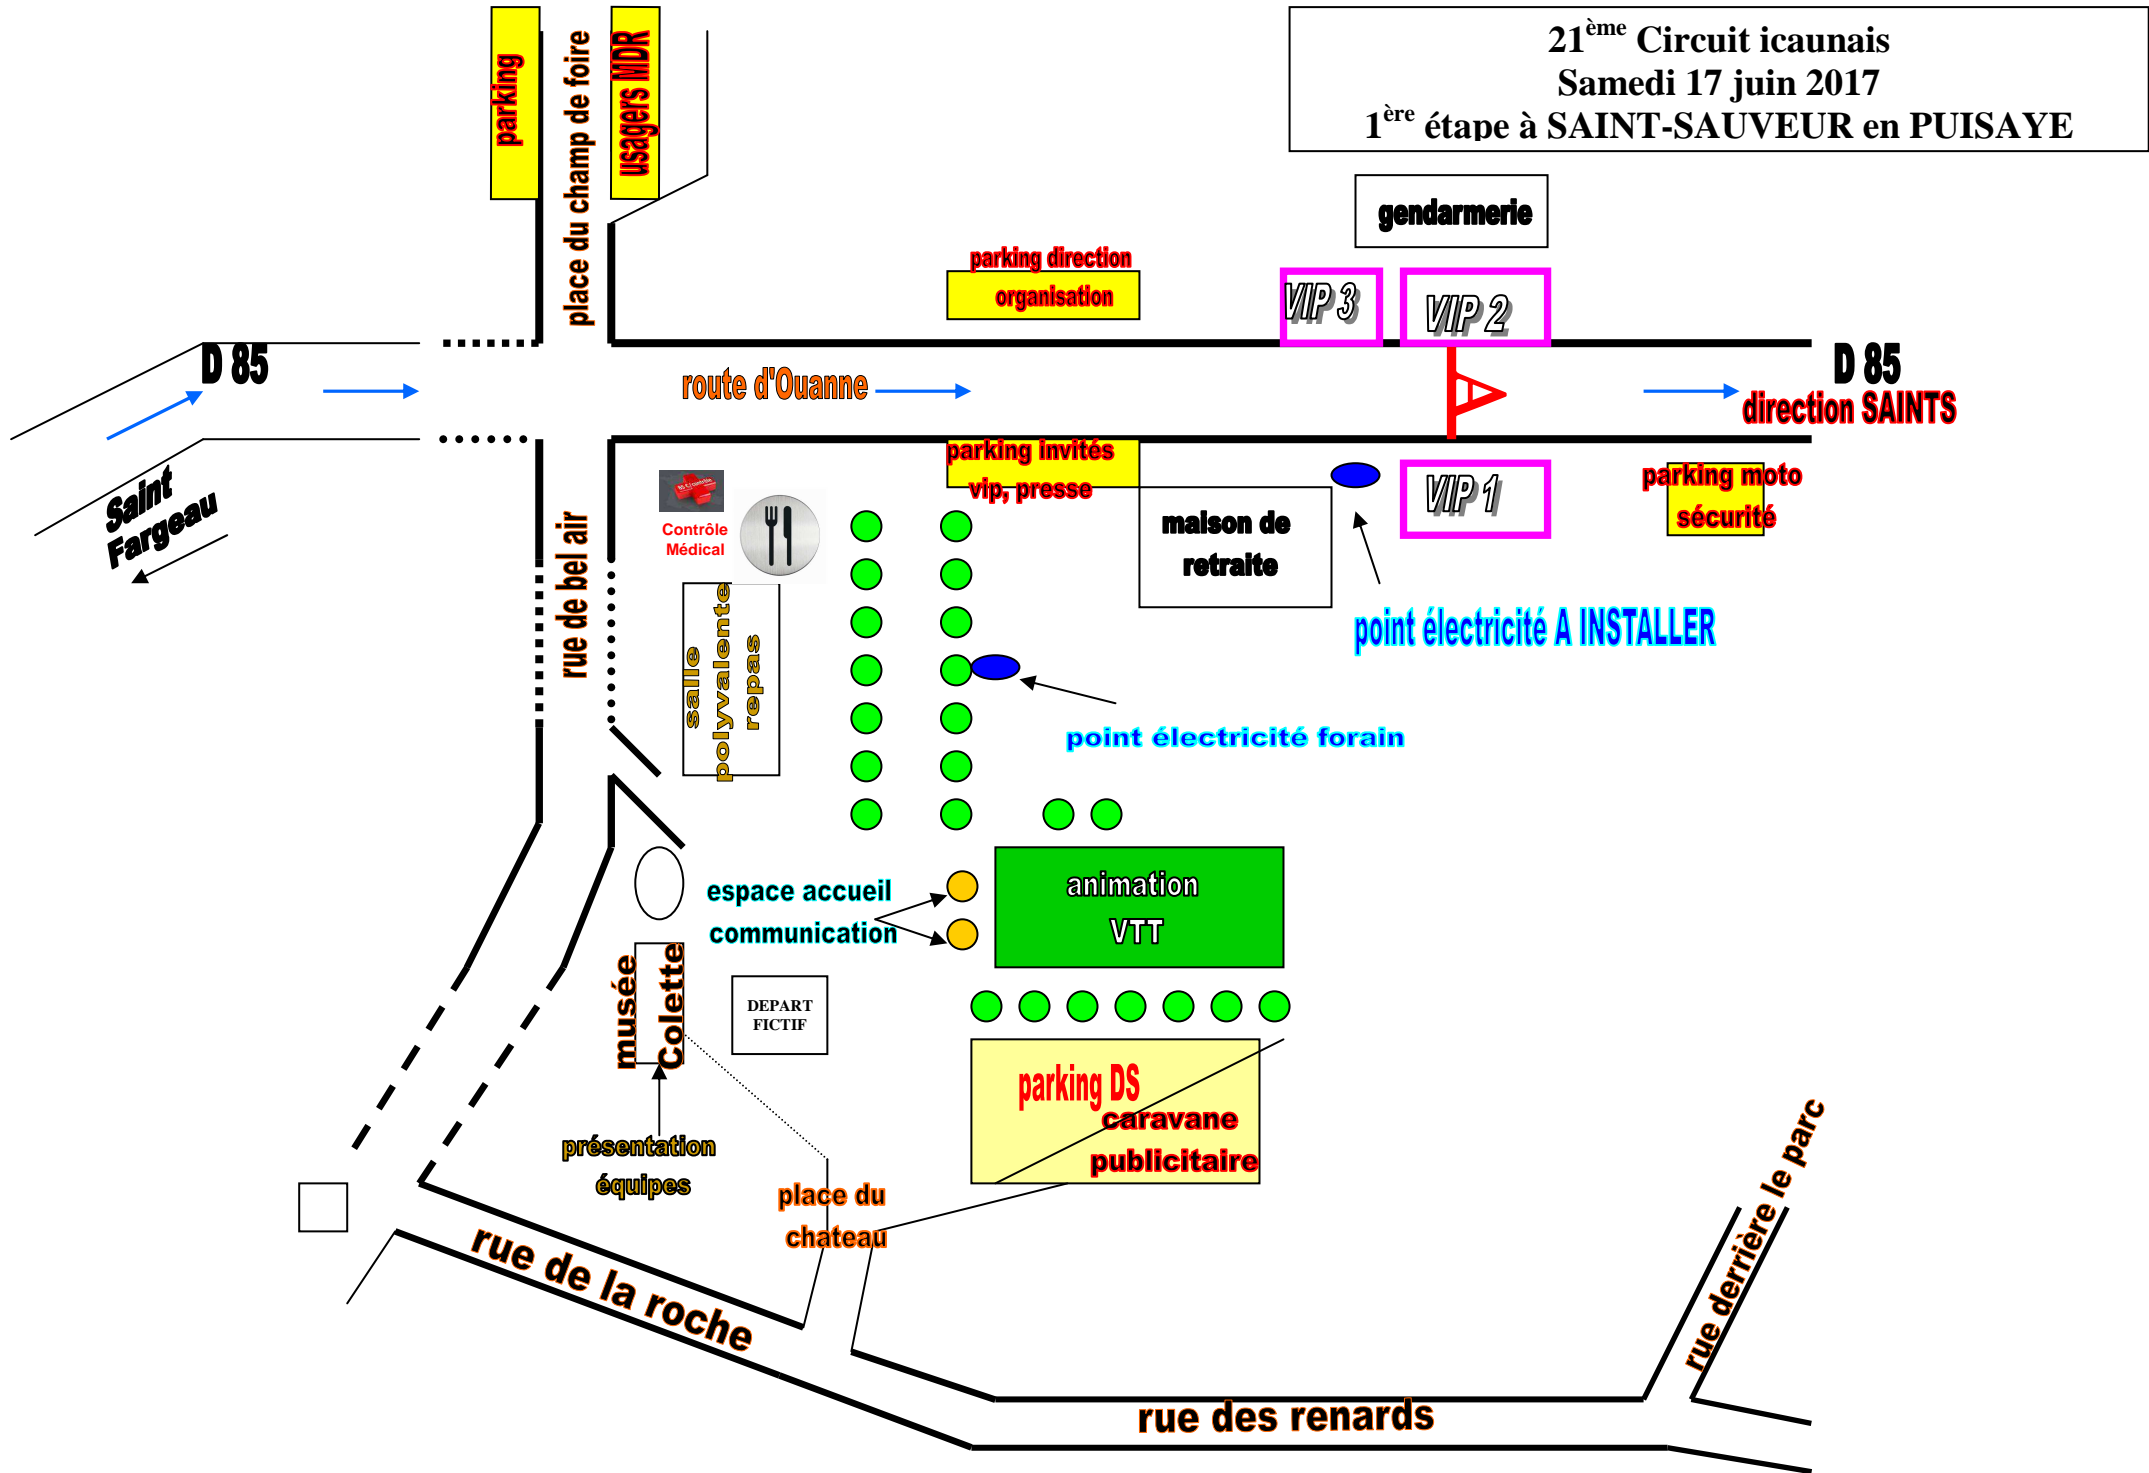 21ème Circuit icaunais
Samedi 17 juin 2017
1ère étape à SAINT-SAUVEUR en PUISAYE
parking
place du champ de foire
usagers MDR
gendarmerie
parking direction
organisation
VIP 3
VIP 2
D 85
route d'Ouanne
D 85
direction SAINTS
Saint
Fargeau
parking invités
vip, presse
VIP 1
parking moto
sécurité
Contrôle
Médical
maison de
retraite
rue de bel air
salle
polyvalente
repas
point électricité A INSTALLER
point électricité forain
espace accueil
communication
animation
VTT
musée
Colette
DEPART
FICTIF
parking DS
caravane
publicitaire
présentation
équipes
place du
chateau
rue derrière le parc
rue de la roche
rue des renards